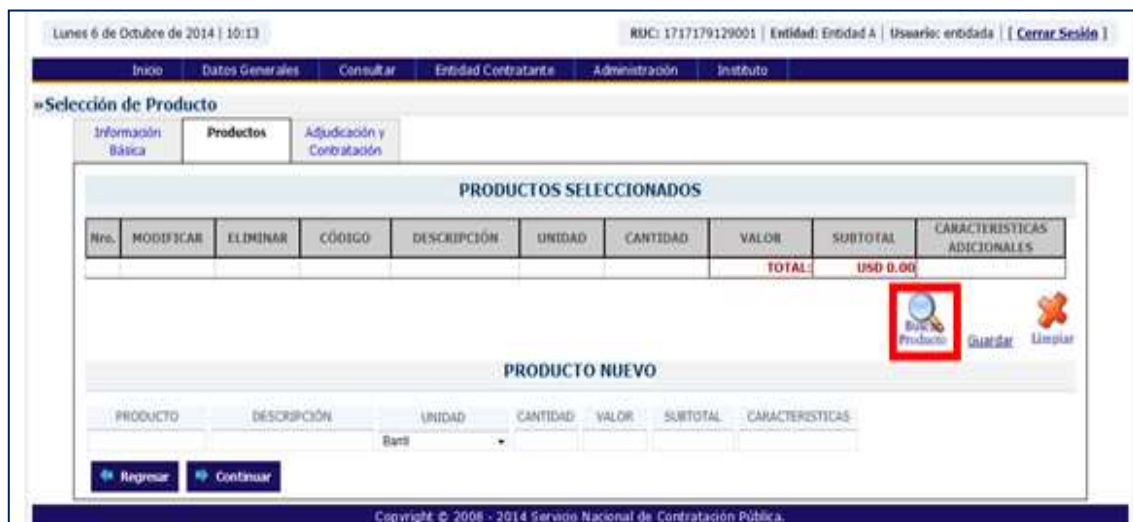 Lunes 6 de Octubre de 2014 | 10:13 RUC: 1717179129001 | Entidad: Entidad A | Usuario: entidada | [ Cerrar Sesión ]
Inicio Datos Generales Consultar Entidad Contratante Administración Instituto
»Selección de Producto
Información Básica Productos Adjudicación y Contratación
PRODUCTOS SELECCIONADOS
Nro. MODIFICAR ELIMINAR CÓDIGO DESCRIPCIÓN UNIDAD CANTIDAD VALOR SUBTOTAL CARACTERISTICAS ADICIONALES
TOTAL: USD 0.00
Buscar Producto Guardar Limpiar
PRODUCTO NUEVO
PRODUCTO DESCRIPCIÓN UNIDAD CANTIDAD VALOR SUBTOTAL CARACTERISTICAS
Barril
Regresar Continuar
Copyright © 2008 - 2014 Servicio Nacional de Contratación Pública.